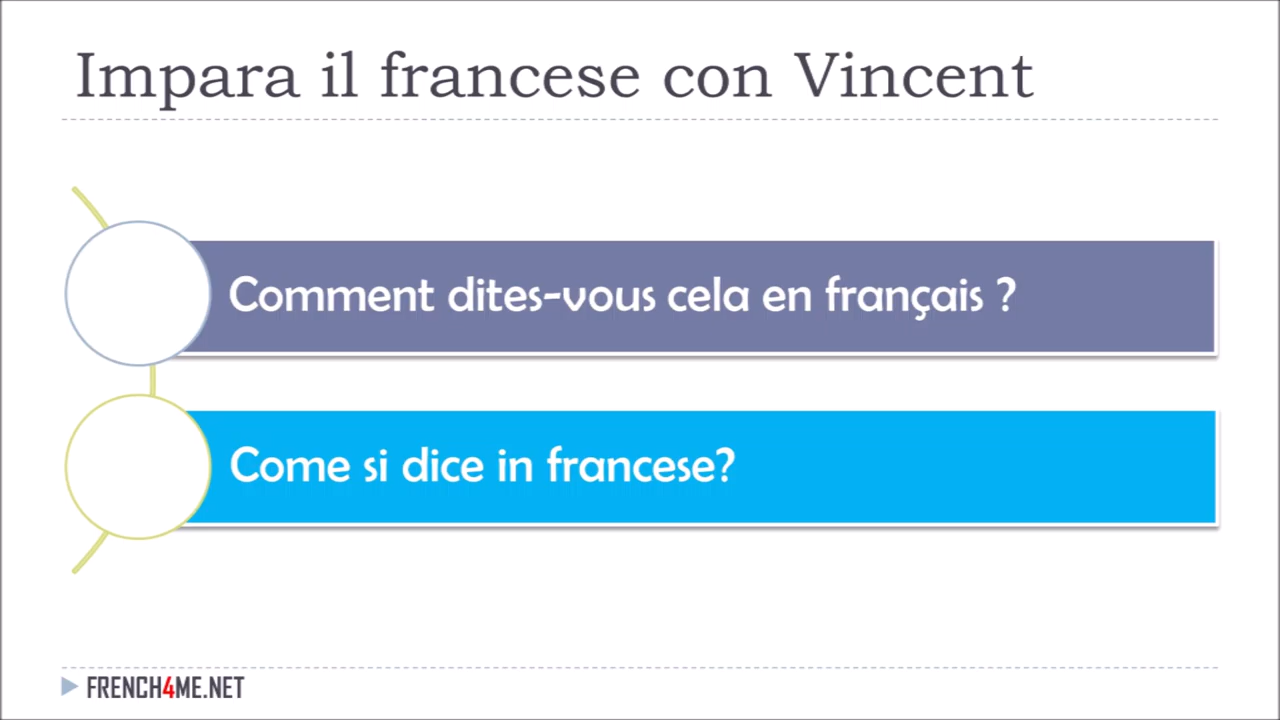 Impara il francese con Vincent
Comment dites-vous cela en français ?
Come si dice in francese?
FRENCH4ME.NET